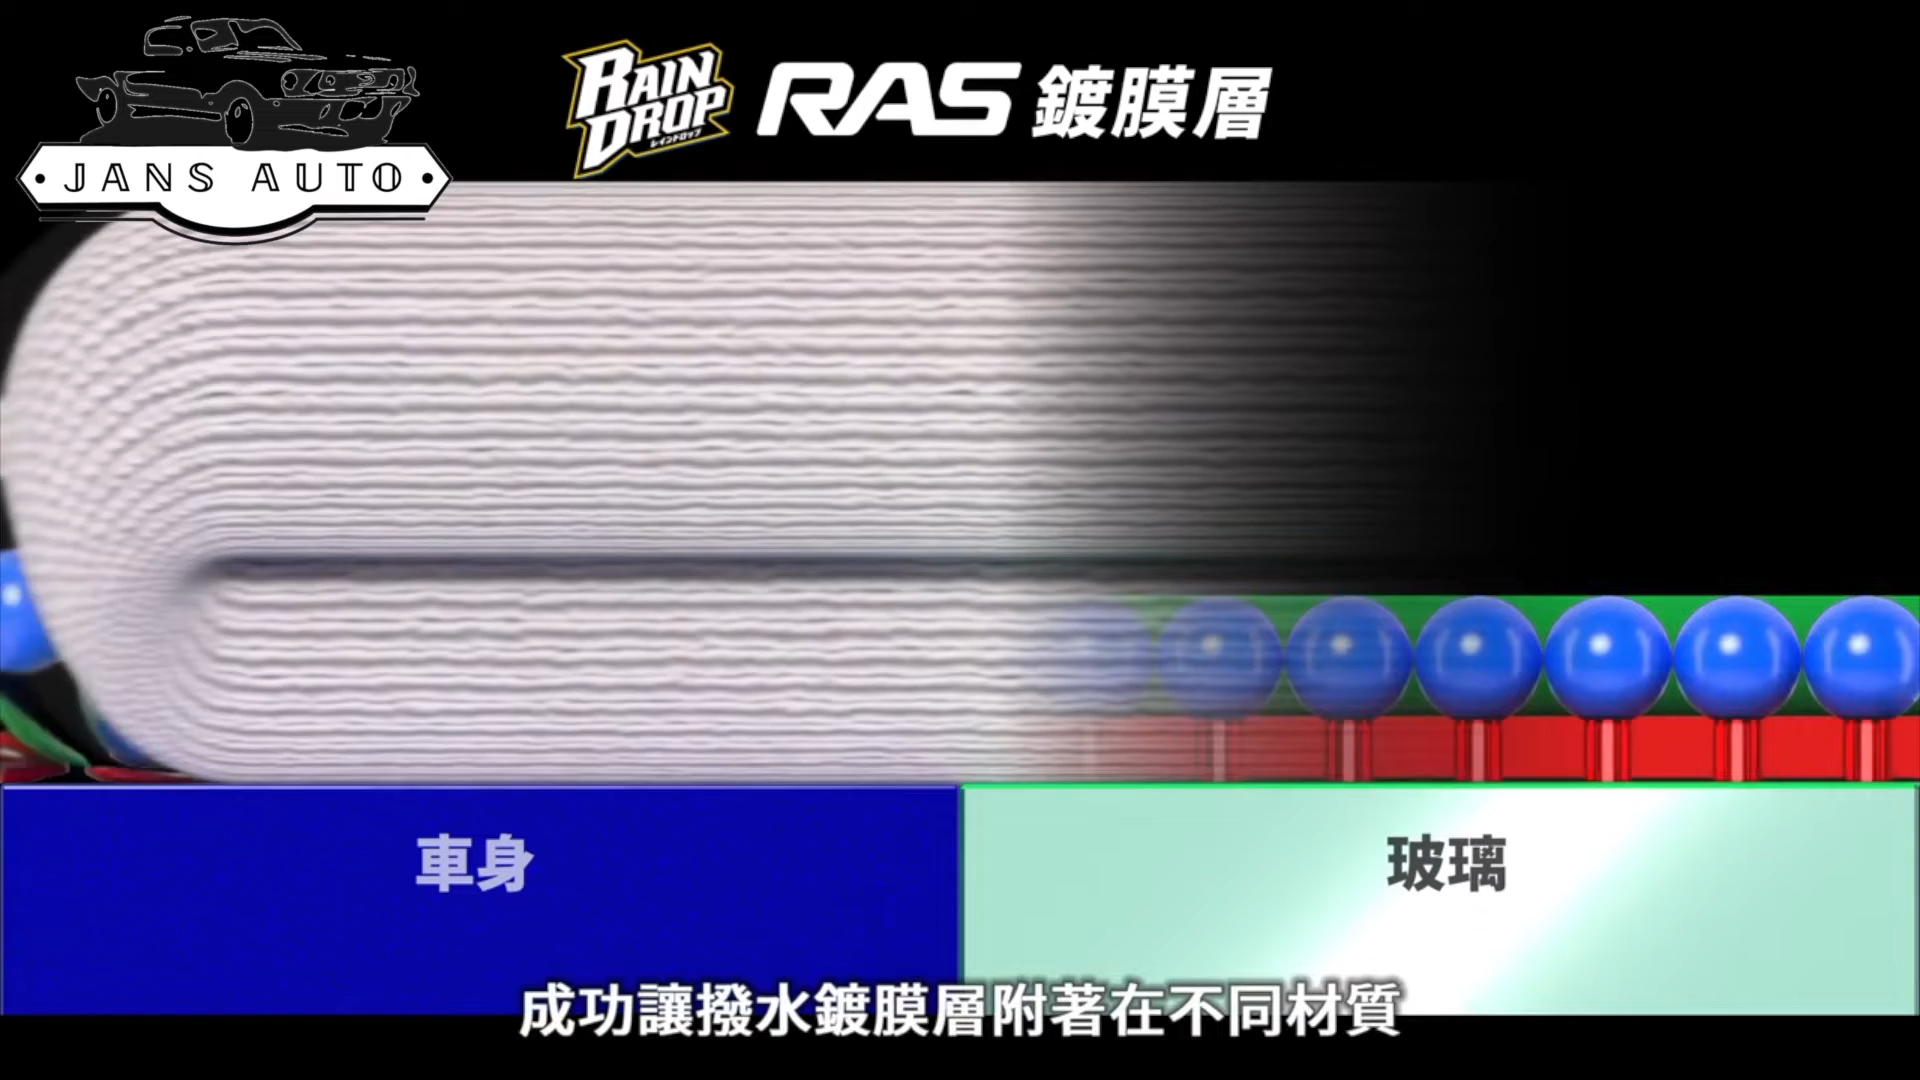 JANS AUTO
RAIN DROP
レインドロップ
RAS 鍍膜層
車身
玻璃
成功讓撥水鍍膜層附著在不同材質